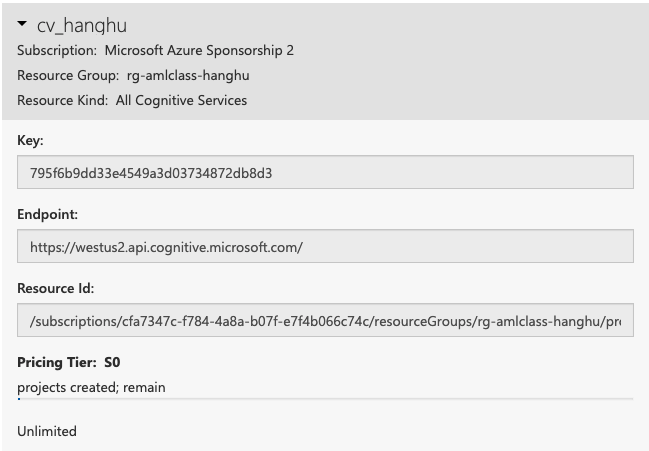 cv_hanghu
Subscription: Microsoft Azure Sponsorship 2
Resource Group: rg-amlclass-hanghu
Resource Kind: All Cognitive Services
Key:
795f6b9dd33e4549a3d03734872db8d3
Endpoint:
https://westus2.api.cognitive.microsoft.com/
Resource Id:
/subscriptions/cfa7347c-f784-4a8a-b07f-e7f4b066c74c/resourceGroups/rg-amlclass-hanghu/pro
Pricing Tier: S0
projects created; remain
Unlimited